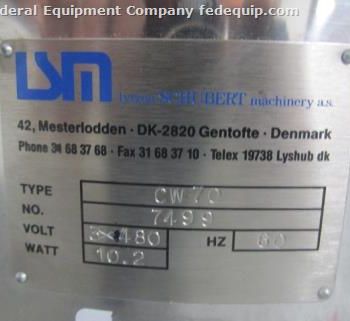 deral Equipment Company fedequip.com
LSM
SCHUBERT machinery a.s.
42, Mesterlodden · DK-2820 Gentofte · Denmark
Phone 31 68 37 68 · Fax 31 68 37 10 · Telex 19738 Lyshub dk
TYPE CW70
NO. 7499
VOLT 3×480 HZ 60
WATT 10.2